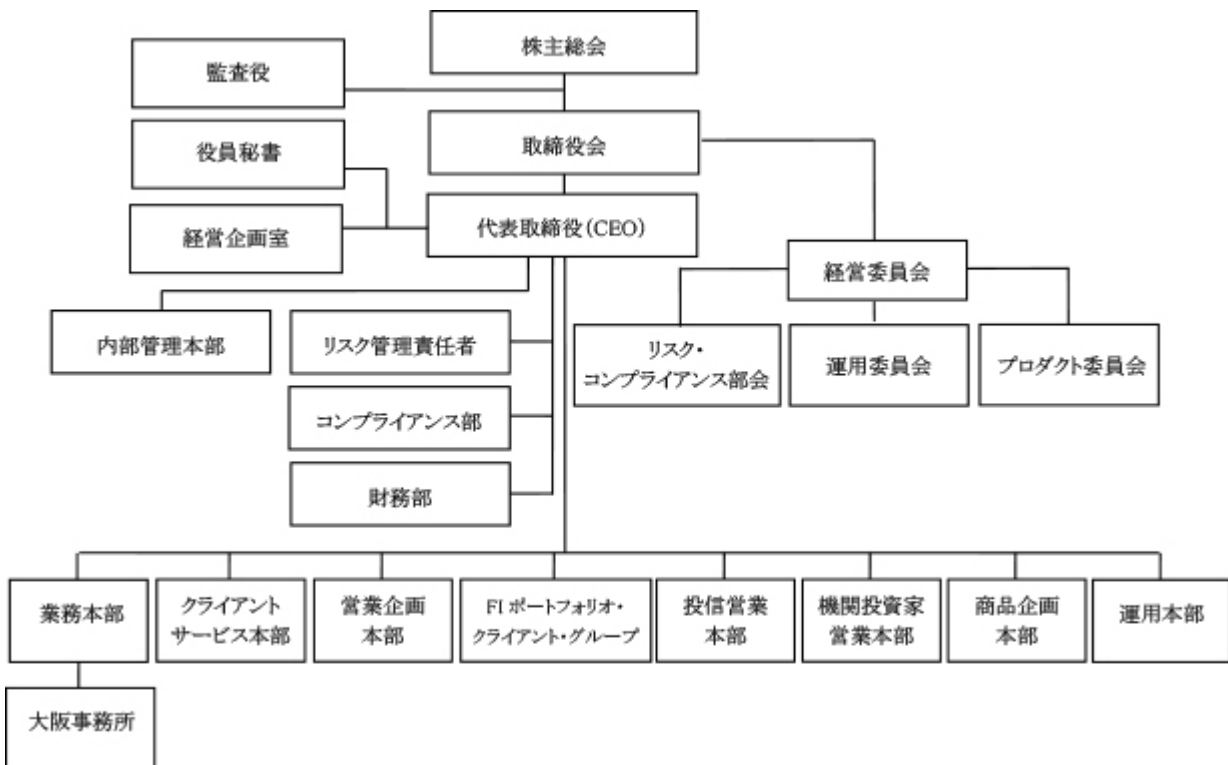 株主総会
監査役
取締役会
役員秘書
代表取締役(CEO)
経営企画室
経営委員会
内部管理本部
リスク管理責任者
リスク・
コンプライアンス部会
運用委員会
プロダクト委員会
コンプライアンス部
財務部
業務本部
クライアント
サービス本部
営業企画
本部
FIポートフォリオ・
クライアント・グループ
投信営業
本部
機関投資家
営業本部
商品企画
本部
運用本部
大阪事務所